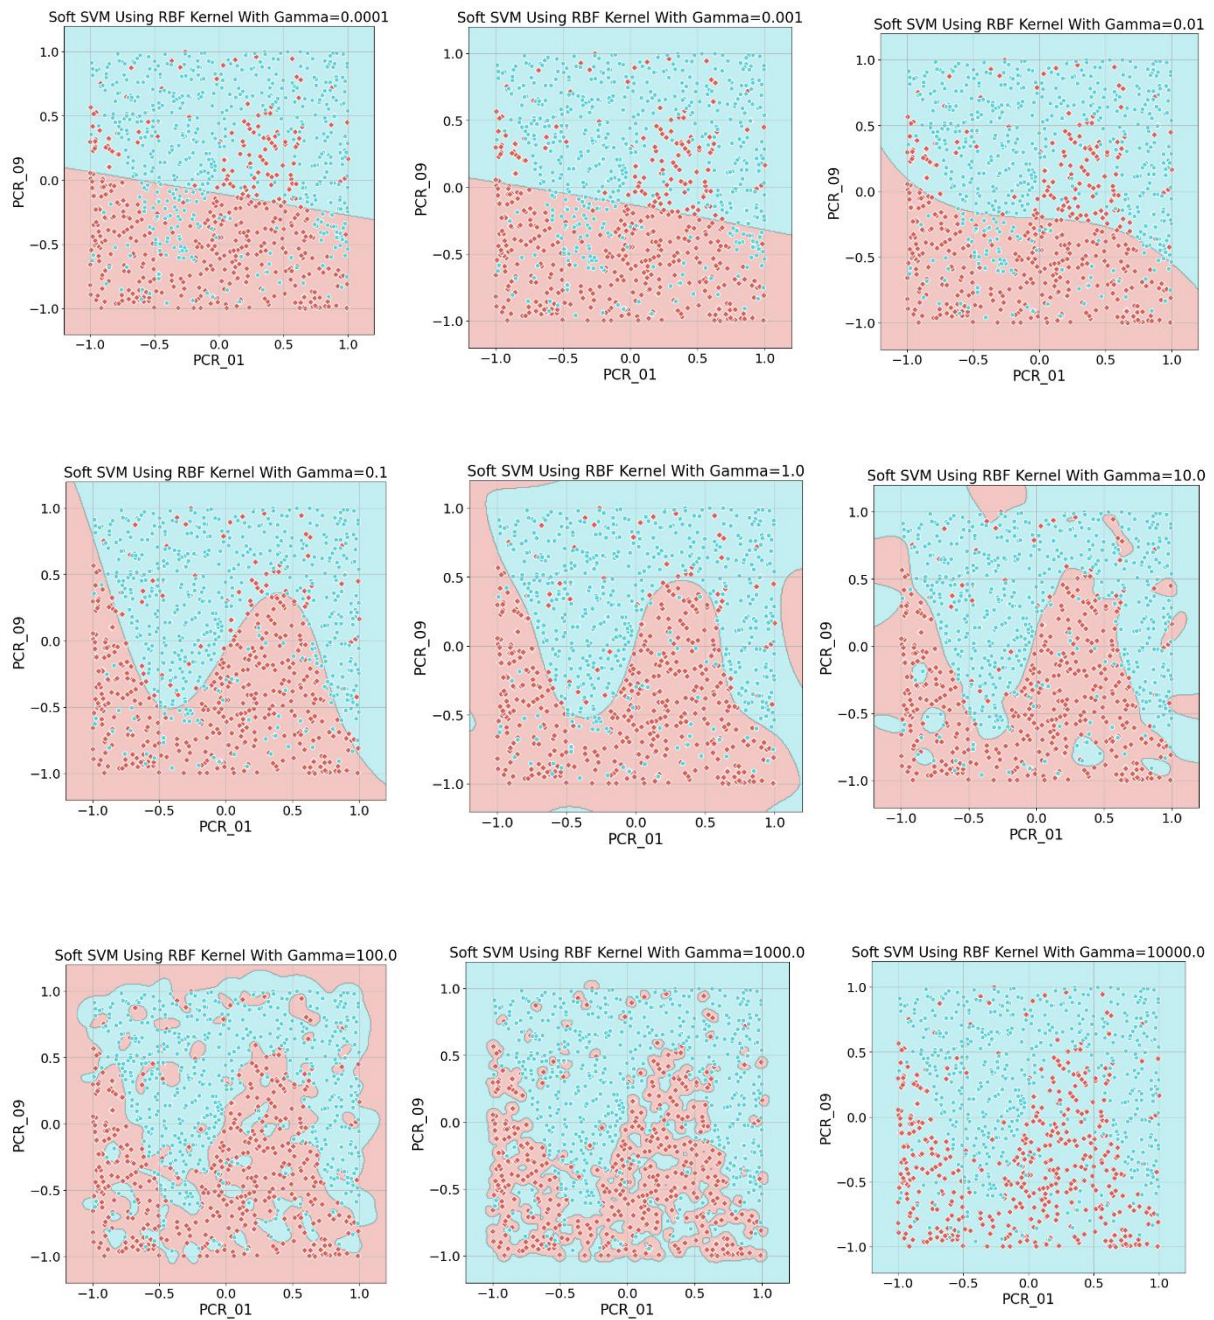 Soft SVM Using RBF Kernel With Gamma=0.0001
1.0
0.5
0.0
−0.5
−1.0
PCR_09
−1.0 −0.5 0.0 0.5 1.0
PCR_01
Soft SVM Using RBF Kernel With Gamma=0.001
1.0
0.5
0.0
−0.5
−1.0
PCR_09
−1.0 −0.5 0.0 0.5 1.0
PCR_01
Soft SVM Using RBF Kernel With Gamma=0.01
1.0
0.5
0.0
−0.5
−1.0
PCR_09
−1.0 −0.5 0.0 0.5 1.0
PCR_01
Soft SVM Using RBF Kernel With Gamma=0.1
1.0
0.5
0.0
−0.5
−1.0
PCR_09
−1.0 −0.5 0.0 0.5 1.0
PCR_01
Soft SVM Using RBF Kernel With Gamma=1.0
1.0
0.5
0.0
−0.5
−1.0
PCR_09
−1.0 −0.5 0.0 0.5 1.0
PCR_01
Soft SVM Using RBF Kernel With Gamma=10.0
1.0
0.5
0.0
−0.5
−1.0
PCR_09
−1.0 −0.5 0.0 0.5 1.0
PCR_01
Soft SVM Using RBF Kernel With Gamma=100.0
1.0
0.5
0.0
−0.5
−1.0
PCR_09
−1.0 −0.5 0.0 0.5 1.0
PCR_01
Soft SVM Using RBF Kernel With Gamma=1000.0
1.0
0.5
0.0
−0.5
−1.0
PCR_09
−1.0 −0.5 0.0 0.5 1.0
PCR_01
Soft SVM Using RBF Kernel With Gamma=10000.0
1.0
0.5
0.0
−0.5
−1.0
PCR_09
−1.0 −0.5 0.0 0.5 1.0
PCR_01